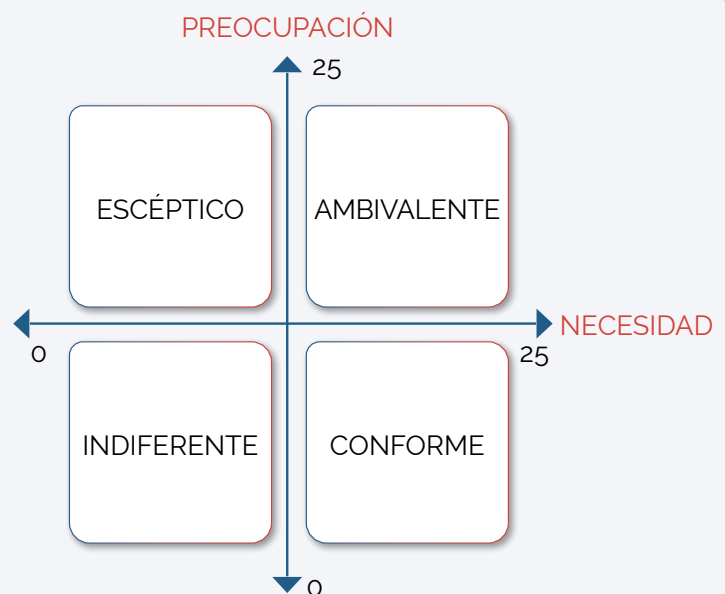 PREOCUPACIÓN
25
ESCÉPTICO
AMBIVALENTE
NECESIDAD
0
25
INDIFERENTE
CONFORME
0